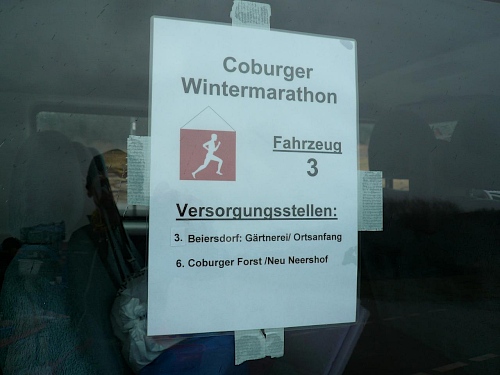 Coburger
Wintermarathon
Fahrzeug
3
Versorgungsstellen:
3. Beiersdorf: Gärtnerei/ Ortsanfang
6. Coburger Forst /Neu Neershof